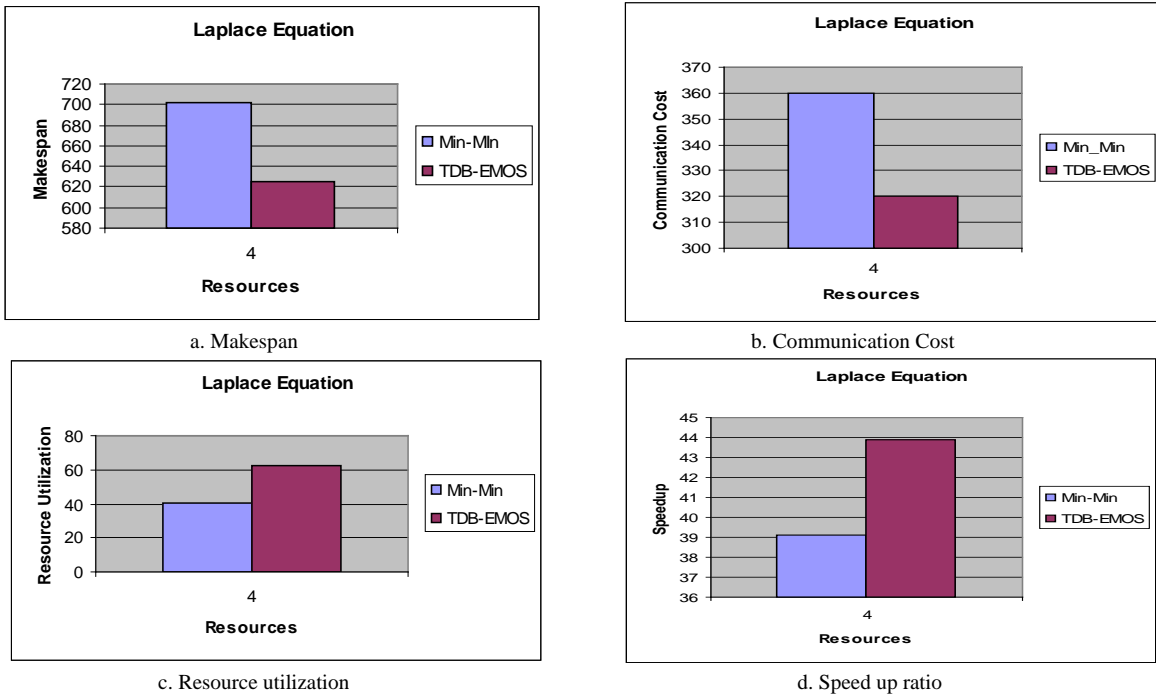 Laplace Equation
720
700
680
660
640
620
600
580
Makespan
4
Resources
Min-MIn
TDB-EMOS
a. Makespan
Laplace Equation
370
360
350
340
330
320
310
300
Communication Cost
4
Resources
Min_Min
TDB-EMOS
b. Communication Cost
Laplace Equation
80
60
40
20
0
Resource Utilization
4
Resources
Min-Min
TDB-EMOS
c. Resource utilization
Laplace Equation
45
44
43
42
41
40
39
38
37
36
Speedup
4
Resources
Min-Min
TDB-EMOS
d. Speed up ratio